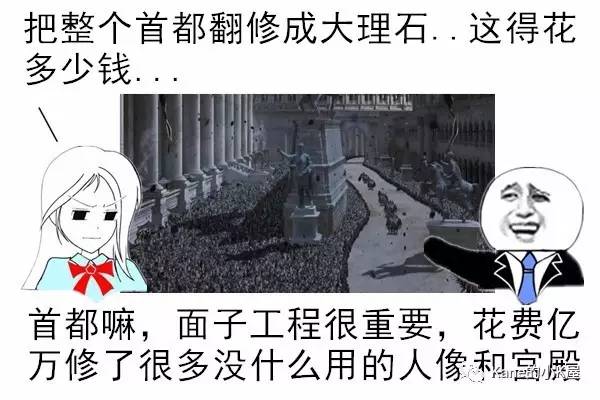 把整个首都翻修成大理石..这得花
多少钱...
首都嘛，面子工程很重要，花费亿
万修了很多没什么用的人像和宫殿
Kane的小K屋